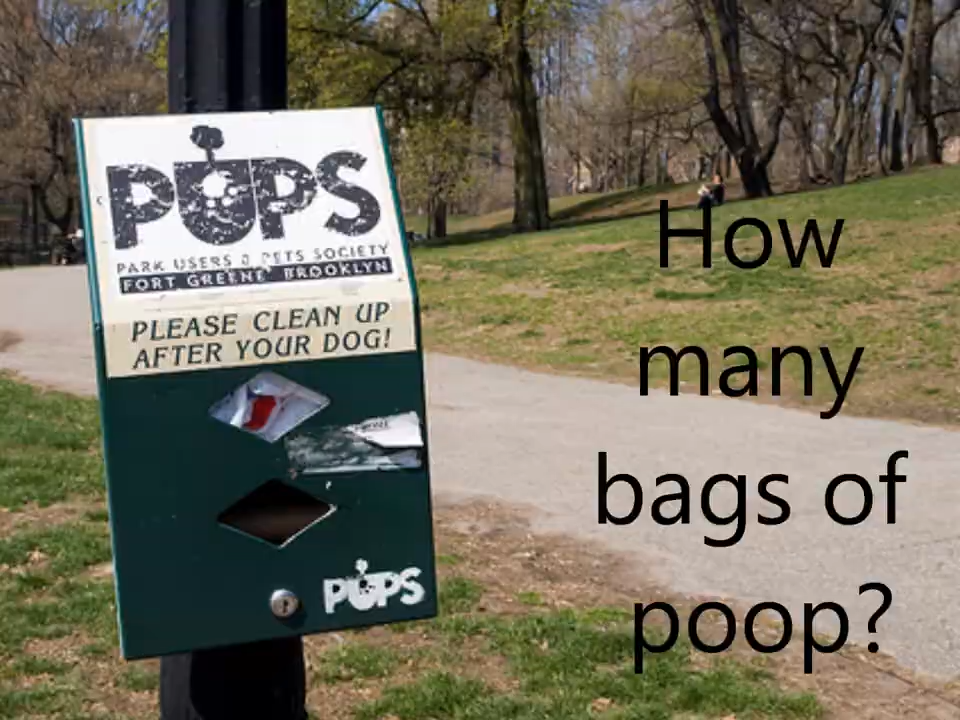 PUPS
PARK USERS & PETS SOCIETY
FORT GREENE BROOKLYN
PLEASE CLEAN UP
AFTER YOUR DOG!
PUPS
How
many
bags of
poop?